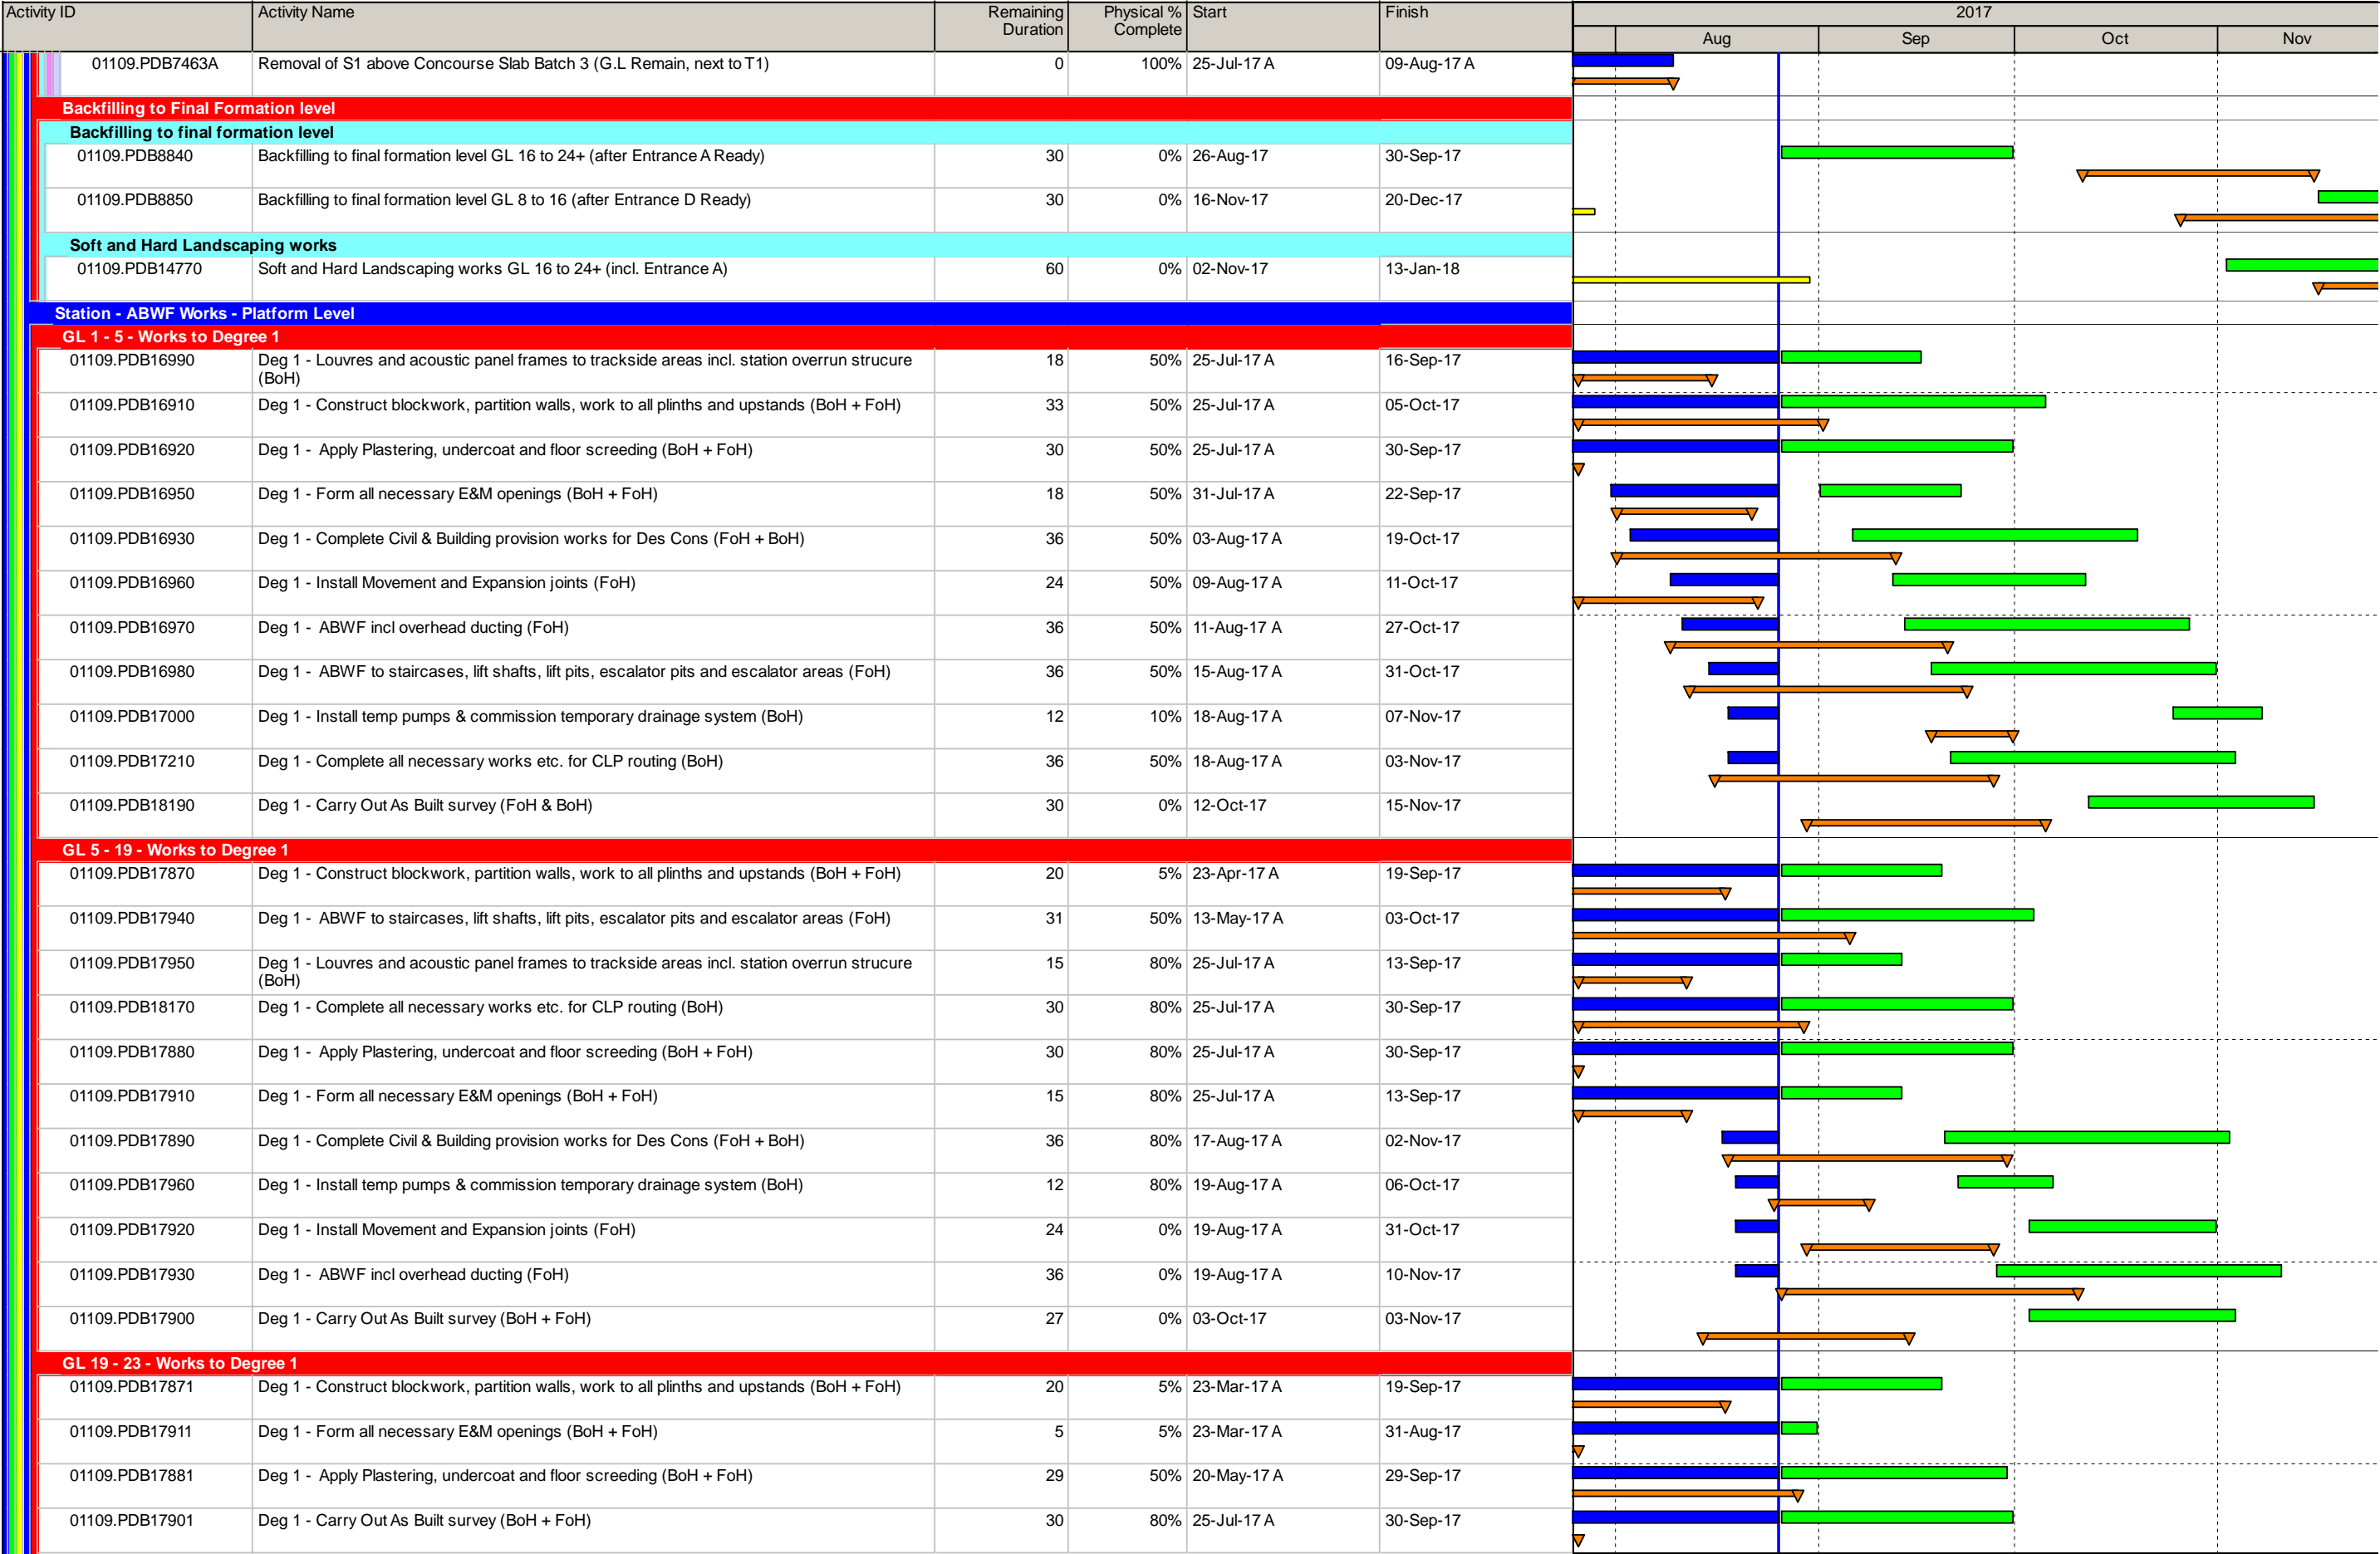 Activity ID Activity Name Remaining Duration Physical % Complete Start Finish 2017
Aug Sep Oct Nov
01109.PDB7463A Removal of S1 above Concourse Slab Batch 3 (G.L Remain, next to T1) 0 100% 25-Jul-17 A 09-Aug-17 A
Backfilling to Final Formation level
Backfilling to final formation level
01109.PDB8840 Backfilling to final formation level GL 16 to 24+ (after Entrance A Ready) 30 0% 26-Aug-17 30-Sep-17
01109.PDB8850 Backfilling to final formation level GL 8 to 16 (after Entrance D Ready) 30 0% 16-Nov-17 20-Dec-17
Soft and Hard Landscaping works
01109.PDB14770 Soft and Hard Landscaping works GL 16 to 24+ (incl. Entrance A) 60 0% 02-Nov-17 13-Jan-18
Station - ABWF Works - Platform Level
GL 1 - 5 - Works to Degree 1
01109.PDB16990 Deg 1 - Louvres and acoustic panel frames to trackside areas incl. station overrun strucure (BoH) 18 50% 25-Jul-17 A 16-Sep-17
01109.PDB16910 Deg 1 - Construct blockwork, partition walls, work to all plinths and upstands (BoH + FoH) 33 50% 25-Jul-17 A 05-Oct-17
01109.PDB16920 Deg 1 - Apply Plastering, undercoat and floor screeding (BoH + FoH) 30 50% 25-Jul-17 A 30-Sep-17
01109.PDB16950 Deg 1 - Form all necessary E&M openings (BoH + FoH) 18 50% 31-Jul-17 A 22-Sep-17
01109.PDB16930 Deg 1 - Complete Civil & Building provision works for Des Cons (FoH + BoH) 36 50% 03-Aug-17 A 19-Oct-17
01109.PDB16960 Deg 1 - Install Movement and Expansion joints (FoH) 24 50% 09-Aug-17 A 11-Oct-17
01109.PDB16970 Deg 1 - ABWF incl overhead ducting (FoH) 36 50% 11-Aug-17 A 27-Oct-17
01109.PDB16980 Deg 1 - ABWF to staircases, lift shafts, lift pits, escalator pits and escalator areas (FoH) 36 50% 15-Aug-17 A 31-Oct-17
01109.PDB17000 Deg 1 - Install temp pumps & commission temporary drainage system (BoH) 12 10% 18-Aug-17 A 07-Nov-17
01109.PDB17210 Deg 1 - Complete all necessary works etc. for CLP routing (BoH) 36 50% 18-Aug-17 A 03-Nov-17
01109.PDB18190 Deg 1 - Carry Out As Built survey (FoH & BoH) 30 0% 12-Oct-17 15-Nov-17
GL 5 - 19 - Works to Degree 1
01109.PDB17870 Deg 1 - Construct blockwork, partition walls, work to all plinths and upstands (BoH + FoH) 20 5% 23-Apr-17 A 19-Sep-17
01109.PDB17940 Deg 1 - ABWF to staircases, lift shafts, lift pits, escalator pits and escalator areas (FoH) 31 50% 13-May-17 A 03-Oct-17
01109.PDB17950 Deg 1 - Louvres and acoustic panel frames to trackside areas incl. station overrun strucure (BoH) 15 80% 25-Jul-17 A 13-Sep-17
01109.PDB18170 Deg 1 - Complete all necessary works etc. for CLP routing (BoH) 30 80% 25-Jul-17 A 30-Sep-17
01109.PDB17880 Deg 1 - Apply Plastering, undercoat and floor screeding (BoH + FoH) 30 80% 25-Jul-17 A 30-Sep-17
01109.PDB17910 Deg 1 - Form all necessary E&M openings (BoH + FoH) 15 80% 25-Jul-17 A 13-Sep-17
01109.PDB17890 Deg 1 - Complete Civil & Building provision works for Des Cons (FoH + BoH) 36 80% 17-Aug-17 A 02-Nov-17
01109.PDB17960 Deg 1 - Install temp pumps & commission temporary drainage system (BoH) 12 80% 19-Aug-17 A 06-Oct-17
01109.PDB17920 Deg 1 - Install Movement and Expansion joints (FoH) 24 0% 19-Aug-17 A 31-Oct-17
01109.PDB17930 Deg 1 - ABWF incl overhead ducting (FoH) 36 0% 19-Aug-17 A 10-Nov-17
01109.PDB17900 Deg 1 - Carry Out As Built survey (BoH + FoH) 27 0% 03-Oct-17 03-Nov-17
GL 19 - 23 - Works to Degree 1
01109.PDB17871 Deg 1 - Construct blockwork, partition walls, work to all plinths and upstands (BoH + FoH) 20 5% 23-Mar-17 A 19-Sep-17
01109.PDB17911 Deg 1 - Form all necessary E&M openings (BoH + FoH) 5 5% 23-Mar-17 A 31-Aug-17
01109.PDB17881 Deg 1 - Apply Plastering, undercoat and floor screeding (BoH + FoH) 29 50% 20-May-17 A 29-Sep-17
01109.PDB17901 Deg 1 - Carry Out As Built survey (BoH + FoH) 30 80% 25-Jul-17 A 30-Sep-17